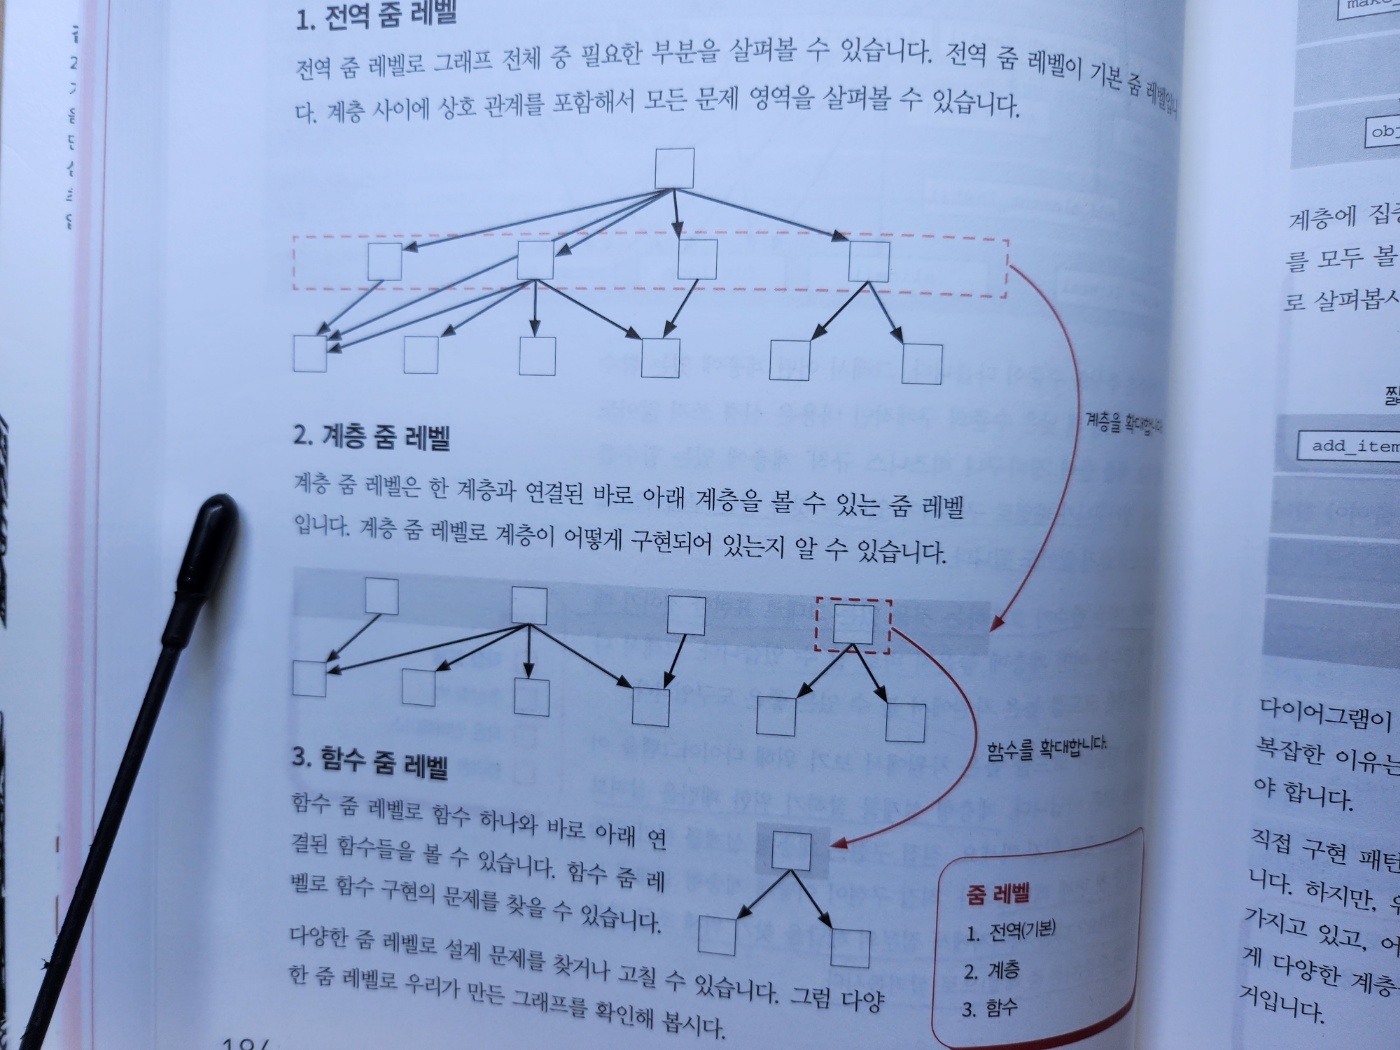 1. 전역 줌 레벨
전역 줌 레벨로 그래프 전체 중 필요한 부분을 살펴볼 수 있습니다. 전역 줌 레벨이 기본 줌 레벨입니
다. 계층 사이에 상호 관계를 포함해서 모든 문제 영역을 살펴볼 수 있습니다.
계층을 확대합니다.
2. 계층 줌 레벨
계층 줌 레벨은 한 계층과 연결된 바로 아래 계층을 볼 수 있는 줌 레벨
입니다. 계층 줌 레벨로 계층이 어떻게 구현되어 있는지 알 수 있습니다.
함수를 확대합니다.
3. 함수 줌 레벨
함수 줌 레벨로 함수 하나와 바로 아래 연
결된 함수들을 볼 수 있습니다. 함수 줌 레
벨로 함수 구현의 문제를 찾을 수 있습니다.
다양한 줌 레벨로 설계 문제를 찾거나 고칠 수 있습니다. 그럼 다양
한 줌 레벨로 우리가 만든 그래프를 확인해 봅시다.
줌 레벨
1. 전역(기본)
2. 계층
3. 함수
make_
obj
계층에 집중
를 모두 볼
로 살펴봅시
짧
add_item
다이어그램이
복잡한 이유는
야 합니다.
직접 구현 패턴
니다. 하지만, 우
가지고 있고, 어
게 다양한 계층
거입니다.